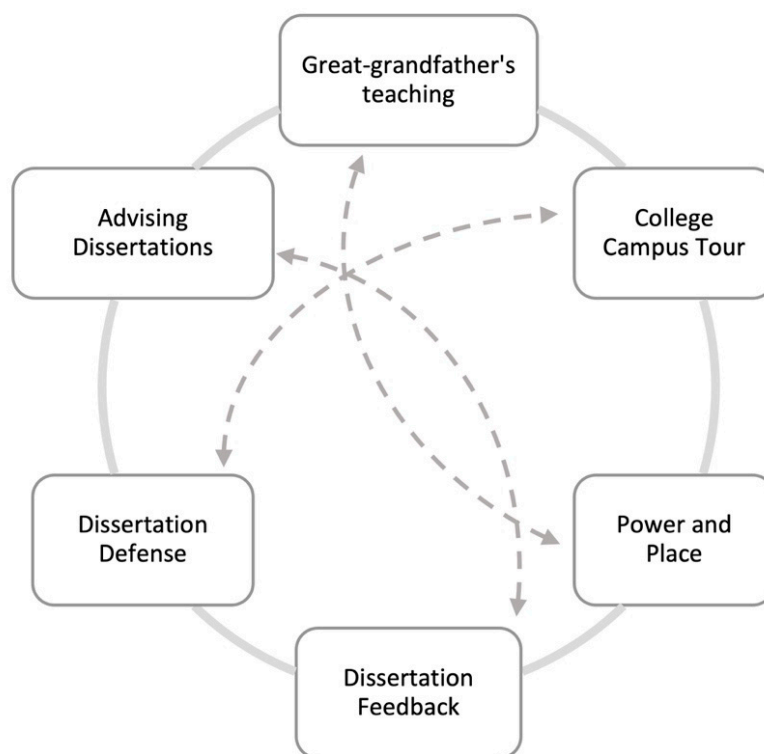 Great-grandfather's
teaching
College
Campus Tour
Power and
Place
Dissertation
Feedback
Dissertation
Defense
Advising
Dissertations